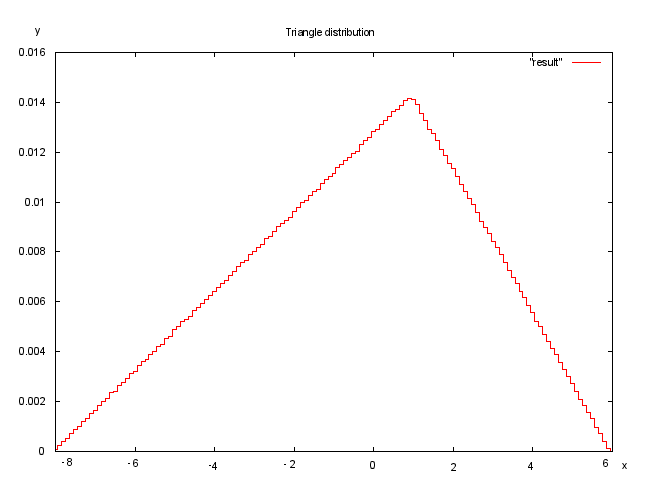 y
Triangle distribution
0.016
"result"
0.014
0.012
0.01
0.008
0.006
0.004
0.002
0
- 8 - 6 -4 - 2 0 2 4 6 x